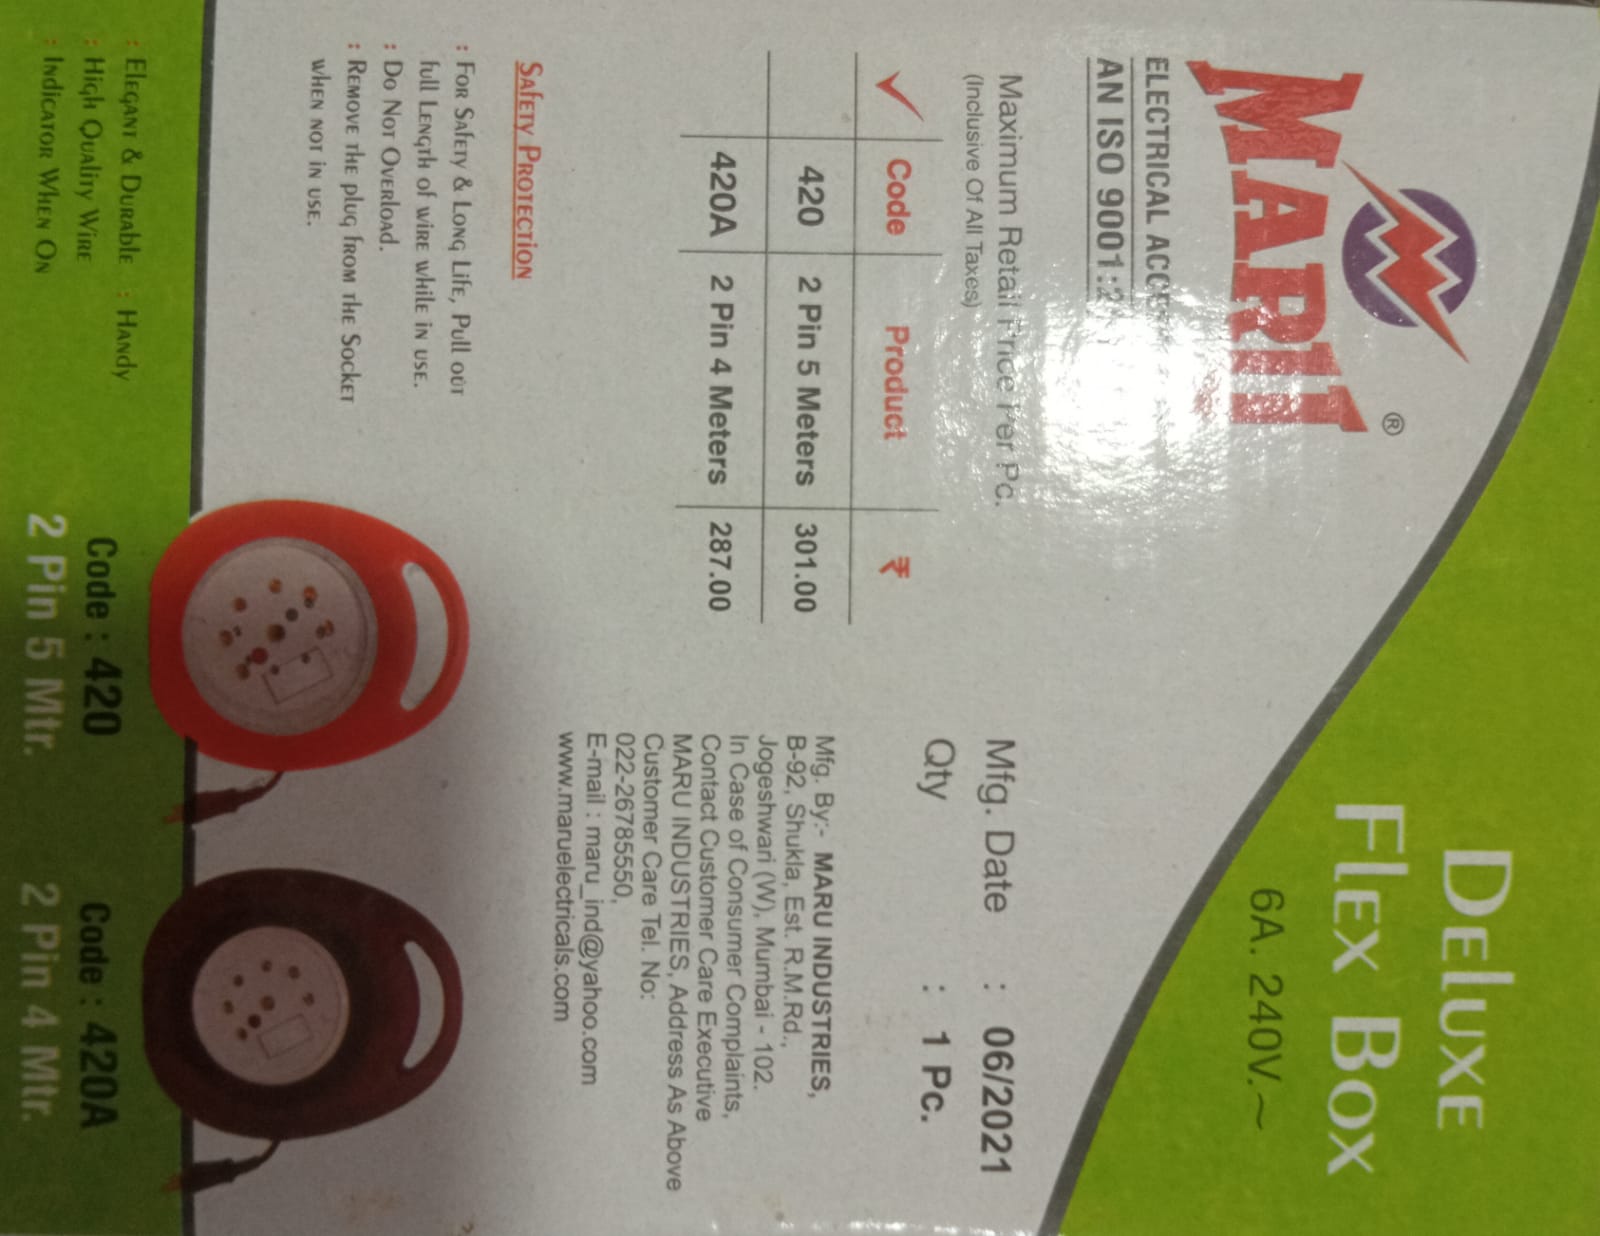 MARU ®
ELECTRICAL
AN ISO 9001:
DELUXE
FLEX BOX
6A. 240V.~
Maximum Retail Price Per Pc.
(Inclusive Of All Taxes)
✓ Code Product ₹
420 2 Pin 5 Meters 301.00
420A 2 Pin 4 Meters 287.00
Mfg. Date : 06/2021
Qty : 1 Pc.
Mfg. By:- MARU INDUSTRIES,
B-92, Shukla, Est. R.M.Rd.,
Jogeshwari (W), Mumbai - 102.
In Case of Consumer Complaints,
Contact Customer Care Executive
MARU INDUSTRIES, Address As Above
Customer Care Tel. No:
022-26785550,
E-mail : maru_ind@yahoo.com
www.maruelectricals.com
SAFETY PROTECTION
: FOR SAFETY & LONG LIFE, PULL OUT
FULL LENGTH OF WIRE WHILE IN USE.
: DO NOT OVERLOAD.
: REMOVE THE PLUG FROM THE SOCKET
WHEN NOT IN USE.
: ELEGANT & DURABLE : HANDY
: HIGH QUALITY WIRE
: INDICATOR WHEN ON
Code : 420
2 Pin 5 Mtr.
Code : 420A
2 Pin 4 Mtr.